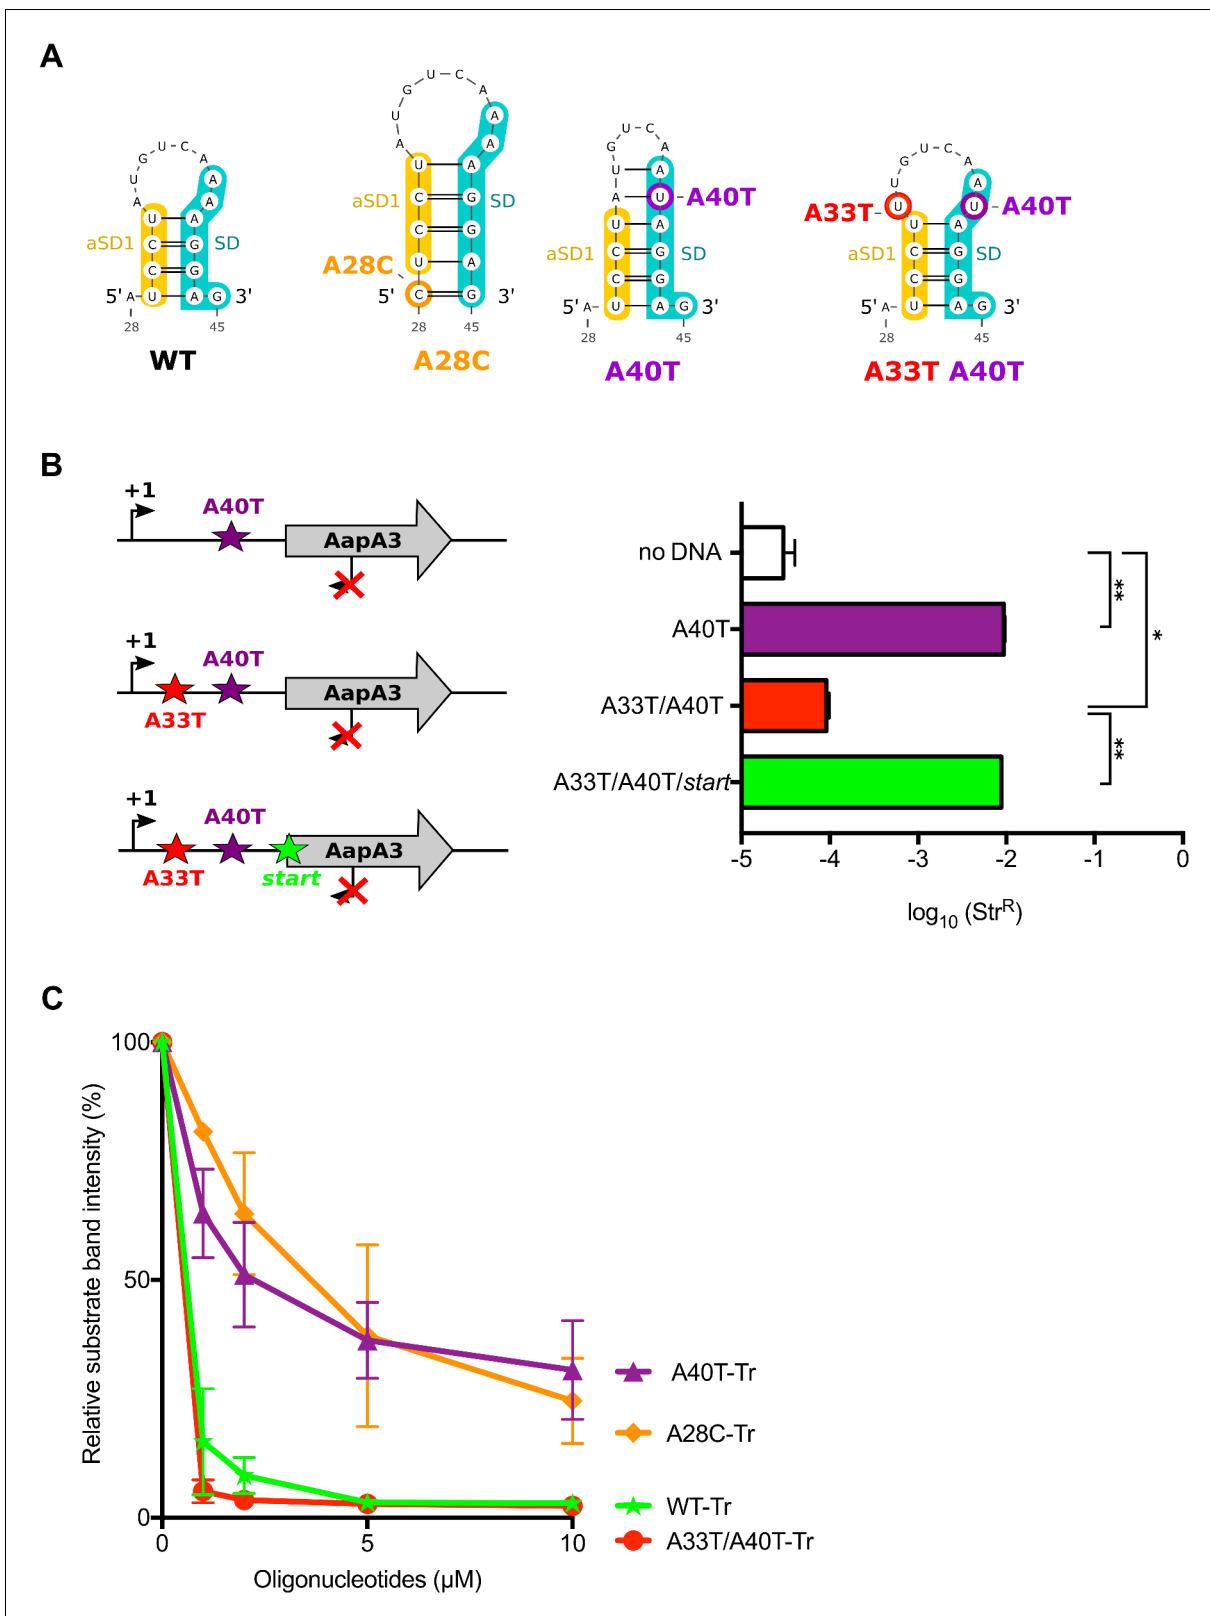 A
WT
5' A U C C U A U G U C A A A A G G A G 3'
aSD1
SD
28
45
A28C
5' C U C C U A U G U C A A A A G G A G 3'
aSD1
SD
A28C
28
45
A40T
5' A U C C U A U G U C A A U A G G A G 3'
aSD1
SD
A40T
28
45
A33T A40T
5' A U C C U U U G U C A A U A G G A G 3'
aSD1
SD
A33T
A40T
28
45
B
+1
A40T
AapA3
+1
A40T
A33T
AapA3
+1
A40T
A33T
start
AapA3
no DNA
A40T
A33T/A40T
A33T/A40T/start
**
*
**
-5 -4 -3 -2 -1 0
log10 (StrR)
C
Relative substrate band intensity (%)
100
50
0
0 5 10
Oligonucleotides (µM)
A40T-Tr
A28C-Tr
WT-Tr
A33T/A40T-Tr